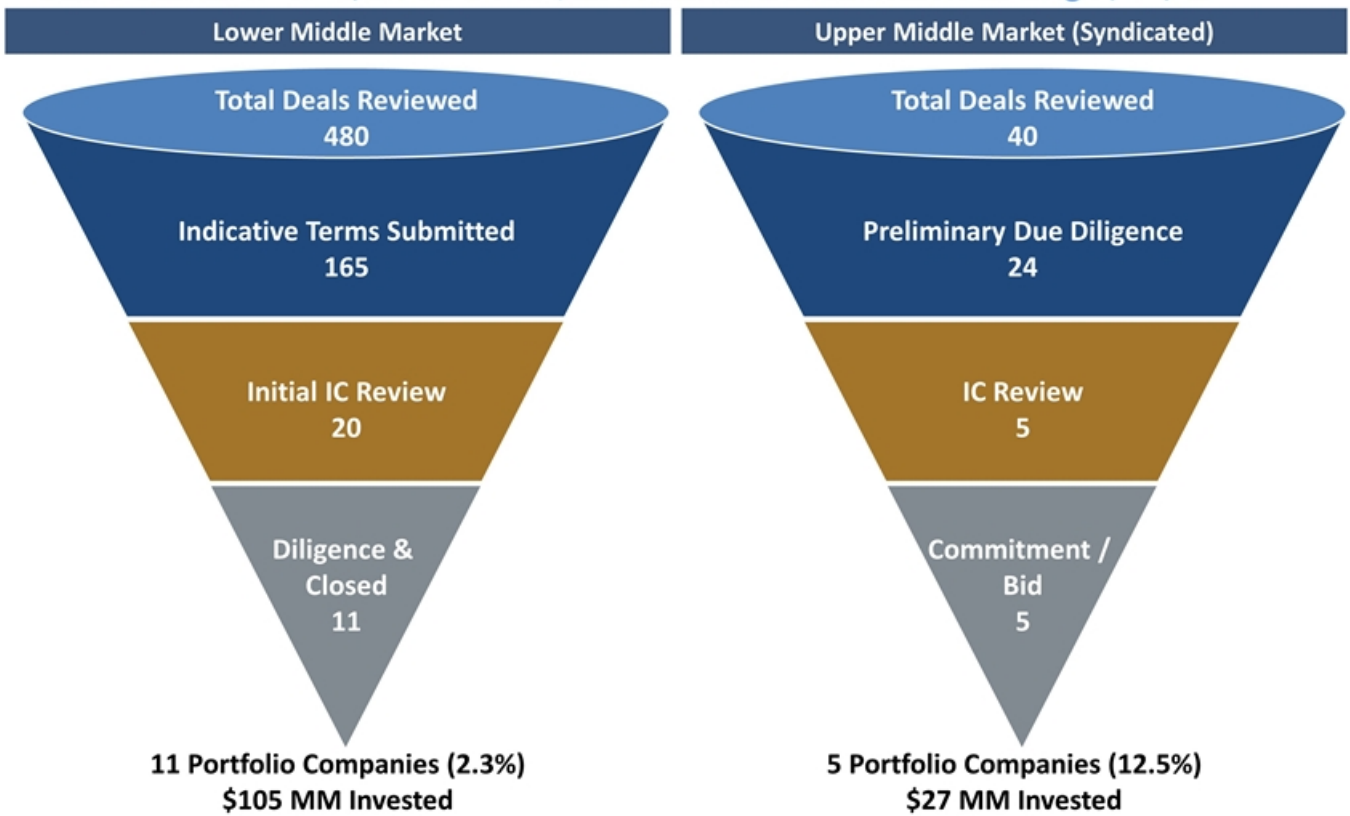 Lower Middle Market
Total Deals Reviewed
480
Indicative Terms Submitted
165
Initial IC Review
20
Diligence &
Closed
11
11 Portfolio Companies (2.3%)
$105 MM Invested
Upper Middle Market (Syndicated)
Total Deals Reviewed
40
Preliminary Due Diligence
24
IC Review
5
Commitment /
Bid
5
5 Portfolio Companies (12.5%)
$27 MM Invested